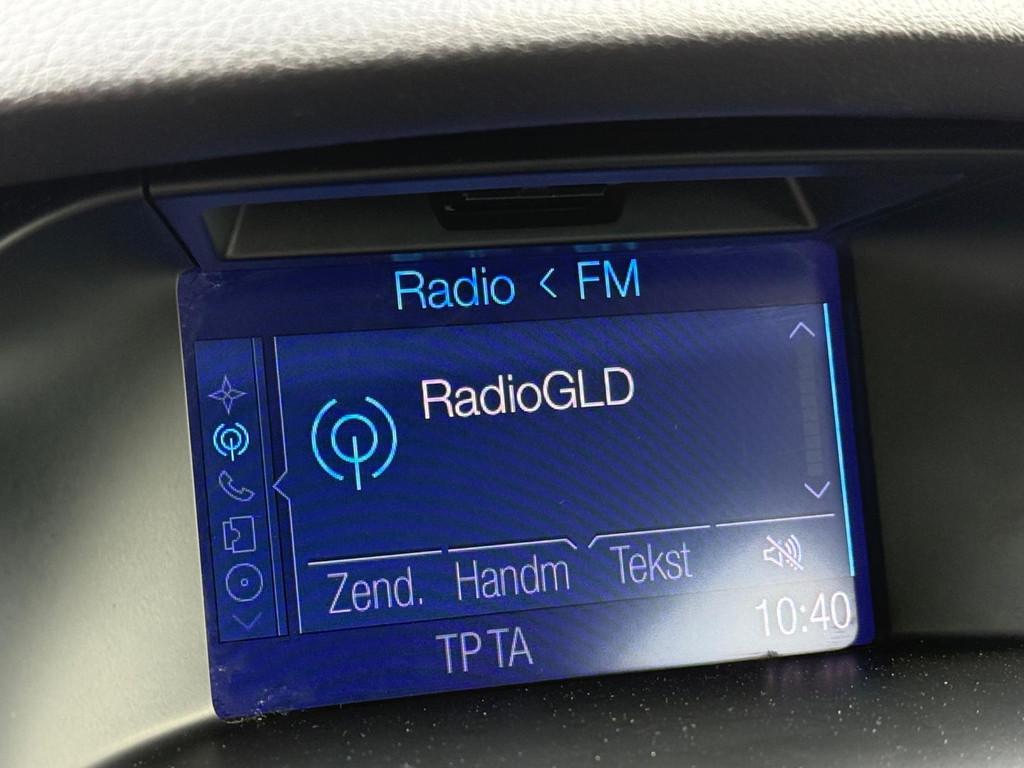 Radio < FM
RadioGLD
Zend. Handm Tekst
TP TA 10:40